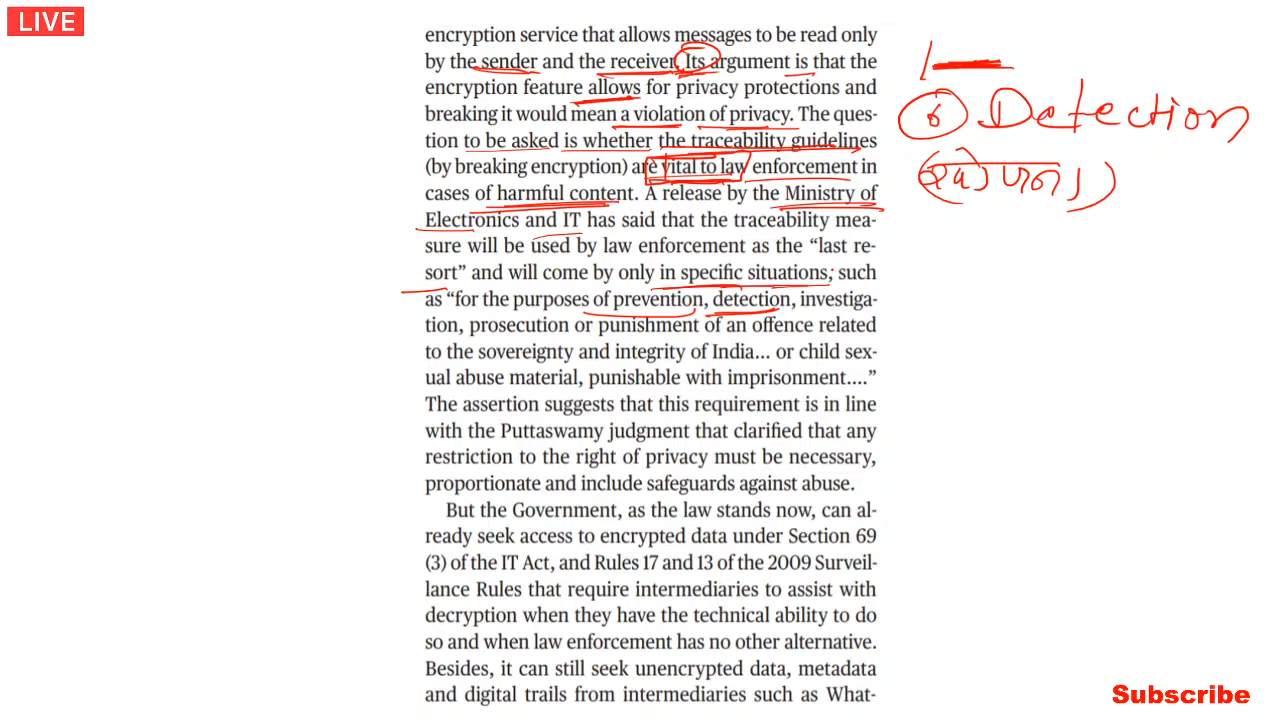 LIVE
encryption service that allows messages to be read only
by the sender and the receiver. Its argument is that the
encryption feature allows for privacy protections and
breaking it would mean a violation of privacy. The ques-
tion to be asked is whether the traceability guidelines
(by breaking encryption) are vital to law enforcement in
cases of harmful content. A release by the Ministry of
Electronics and IT has said that the traceability mea-
sure will be used by law enforcement as the “last re-
sort” and will come by only in specific situations; such
as “for the purposes of prevention, detection, investiga-
tion, prosecution or punishment of an offence related
to the sovereignty and integrity of India... or child sex-
ual abuse material, punishable with imprisonment....”
The assertion suggests that this requirement is in line
with the Puttaswamy judgment that clarified that any
restriction to the right of privacy must be necessary,
proportionate and include safeguards against abuse.
But the Government, as the law stands now, can al-
ready seek access to encrypted data under Section 69
(3) of the IT Act, and Rules 17 and 13 of the 2009 Surveil-
lance Rules that require intermediaries to assist with
decryption when they have the technical ability to do
so and when law enforcement has no other alternative.
Besides, it can still seek unencrypted data, metadata
and digital trails from intermediaries such as What-
6 Detection
Subscribe